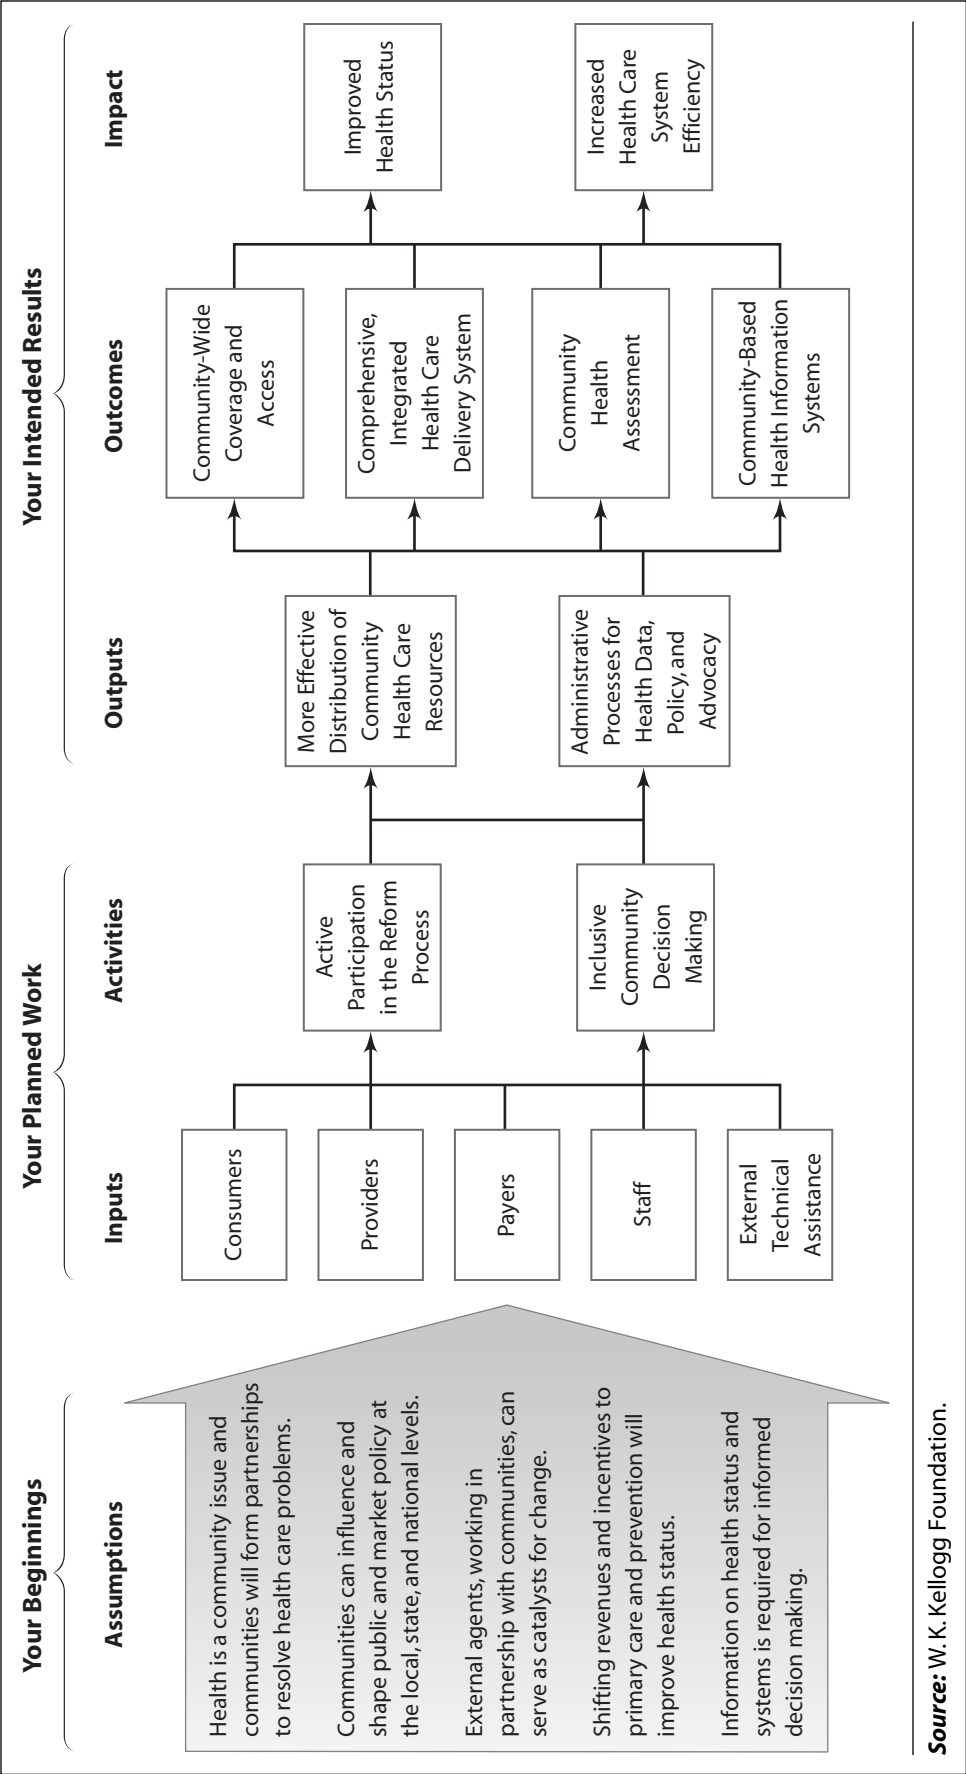 Your Beginnings
Your Planned Work
Your Intended Results
Assumptions
Inputs
Activities
Outputs
Outcomes
Impact
Health is a community issue and
communities will form partnerships
to resolve health care problems.
Communities can influence and
shape public and market policy at
the local, state, and national levels.
External agents, working in
partnership with communities, can
serve as catalysts for change.
Shifting revenues and incentives to
primary care and prevention will
improve health status.
Information on health status and
systems is required for informed
decision making.
Consumers
Providers
Payers
Staff
External
Technical
Assistance
Active
Participation
in the Reform
Process
Inclusive
Community
Decision
Making
More Effective
Distribution of
Community
Health Care
Resources
Administrative
Processes for
Health Data,
Policy, and
Advocacy
Community-Wide
Coverage and
Access
Comprehensive,
Integrated
Health Care
Delivery System
Community
Health
Assessment
Community-Based
Health Information
Systems
Improved
Health Status
Increased
Health Care
System
Efficiency
Source: W. K. Kellogg Foundation.